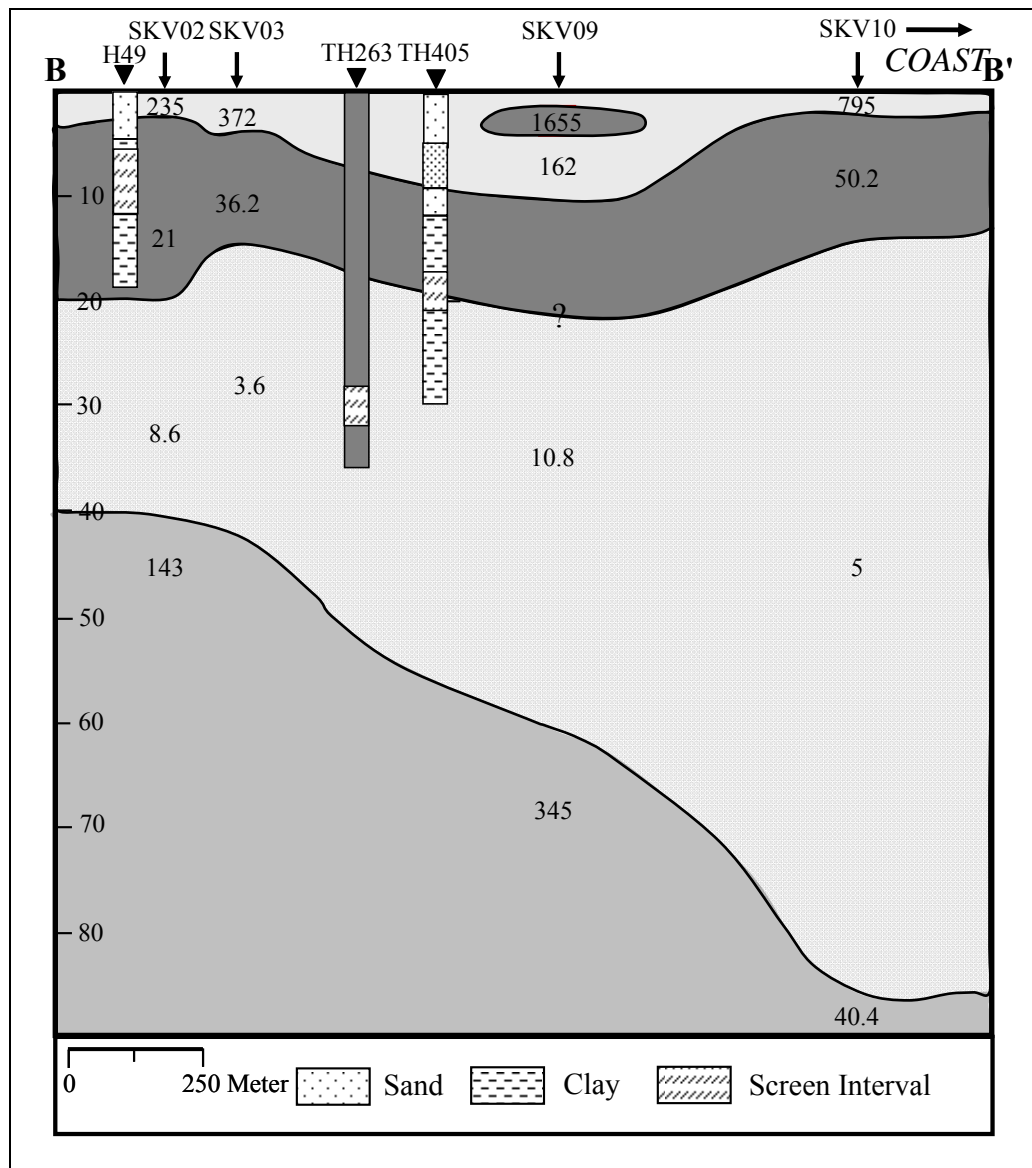 SKV02 SKV03 SKV09 SKV10
H49 TH263 TH405 COAST
B B'
235 372 1655 795
162
10 36.2 50.2
21
20 ?
3.6
30
8.6 10.8
40
143 5
50
60
345
70
80
40.4
0 250 Meter Sand Clay Screen Interval